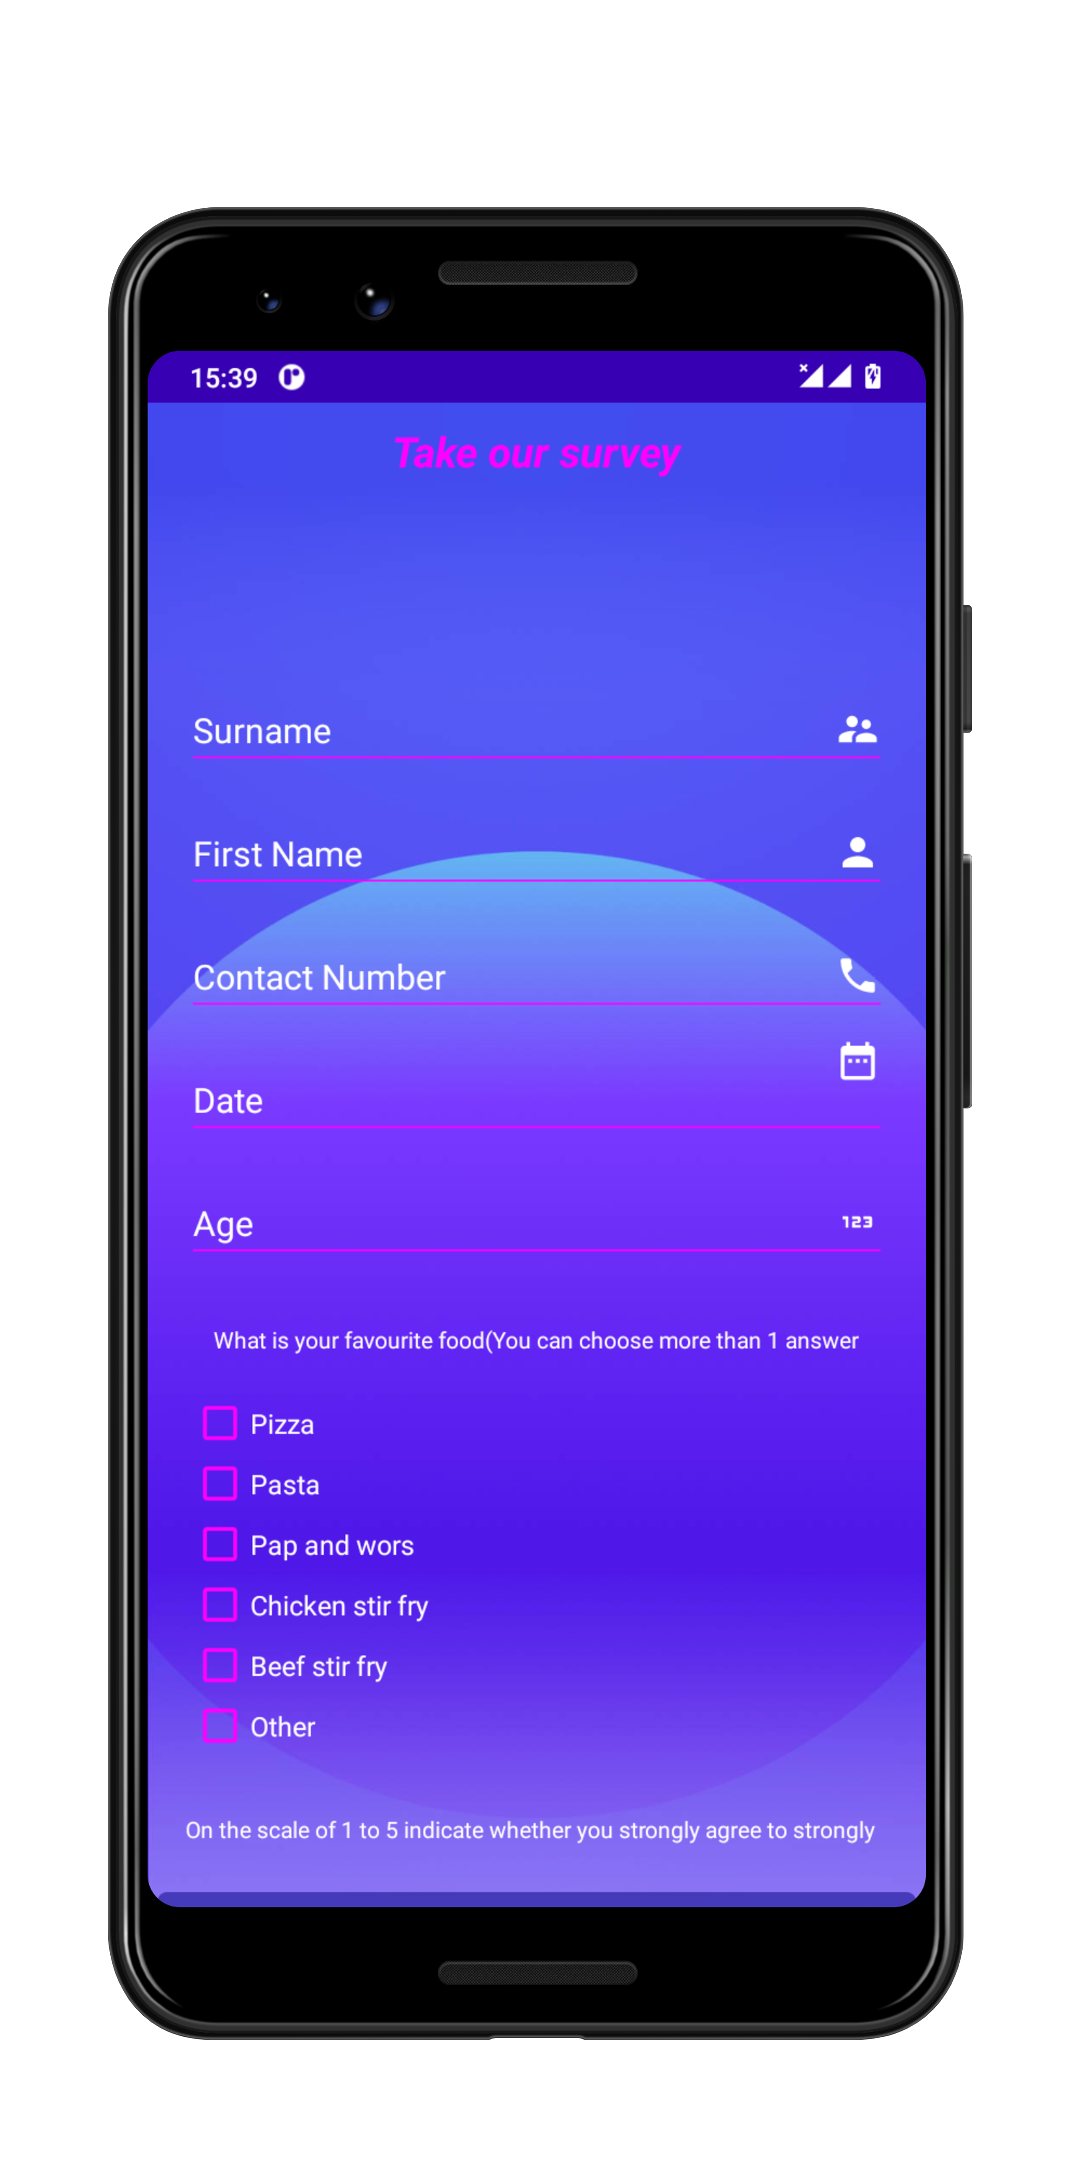 15:39
Take our survey
Surname
First Name
Contact Number
Date
Age
123
What is your favourite food(You can choose more than 1 answer
Pizza
Pasta
Pap and wors
Chicken stir fry
Beef stir fry
Other
On the scale of 1 to 5 indicate whether you strongly agree to strongly